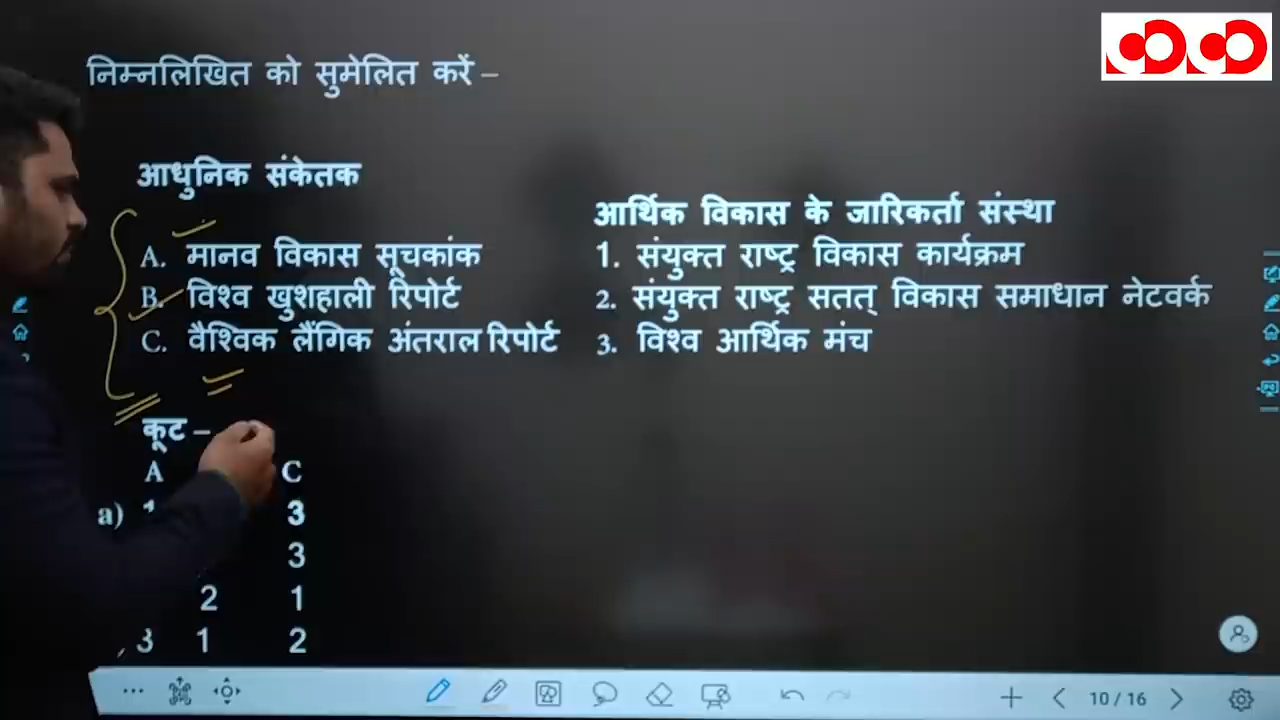 निम्नलिखित को सुमेलित करें –
आधुनिक संकेतक
आर्थिक विकास के जारिकर्ता संस्था
A. मानव विकास सूचकांक 1. संयुक्त राष्ट्र विकास कार्यक्रम
B. विश्व खुशहाली रिपोर्ट 2. संयुक्त राष्ट्र सतत् विकास समाधान नेटवर्क
C. वैश्विक लैंगिक अंतराल रिपोर्ट 3. विश्व आर्थिक मंच
कूट –
A C
a) 3
3
2 1
3 1 2
10 / 16